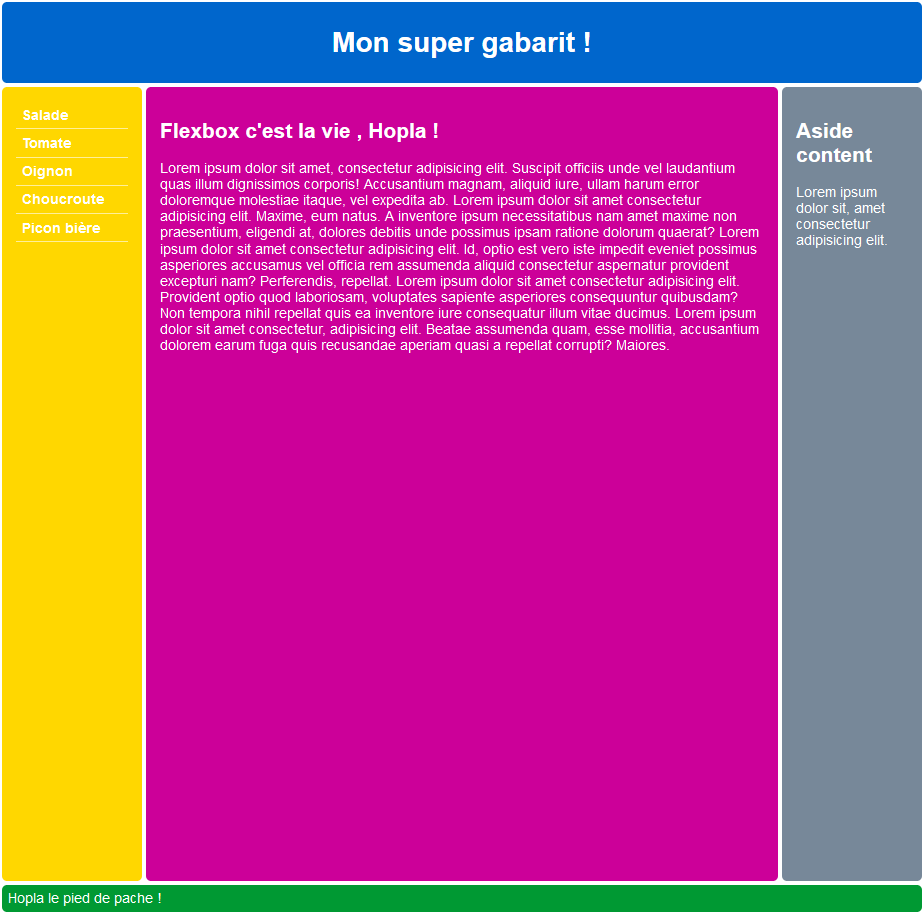 Mon super gabarit !
Salade
Tomate
Oignon
Choucroute
Picon bière
Flexbox c'est la vie , Hopla !
Lorem ipsum dolor sit amet, consectetur adipisicing elit. Suscipit officiis unde vel laudantium
quas illum dignissimos corporis! Accusantium magnam, aliquid iure, ullam harum error
doloremque molestiae itaque, vel expedita ab. Lorem ipsum dolor sit amet consectetur
adipisicing elit. Maxime, eum natus. A inventore ipsum necessitatibus nam amet maxime non
praesentium, eligendi at, dolores debitis unde possimus ipsam ratione dolorum quaerat? Lorem
ipsum dolor sit amet consectetur adipisicing elit. Id, optio est vero iste impedit eveniet possimus
asperiores accusamus vel officia rem assumenda aliquid consectetur aspernatur provident
excepturi nam? Perferendis, repellat. Lorem ipsum dolor sit amet consectetur adipisicing elit.
Provident optio quod laboriosam, voluptates sapiente asperiores consequuntur quibusdam?
Non tempora nihil repellat quis ea inventore iure consequatur illum vitae ducimus. Lorem ipsum
dolor sit amet consectetur, adipisicing elit. Beatae assumenda quam, esse mollitia, accusantium
dolorem earum fuga quis recusandae aperiam quasi a repellat corrupti? Maiores.
Aside
content
Lorem ipsum
dolor sit, amet
consectetur
adipisicing elit.
Hopla le pied de pache !